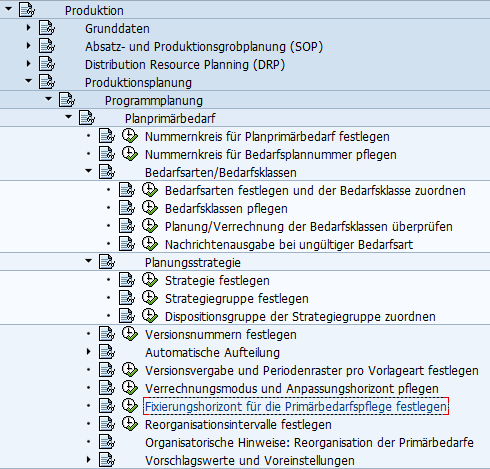 Produktion
Grunddaten
Absatz- und Produktionsgrobplanung (SOP)
Distribution Resource Planning (DRP)
Produktionsplanung
Programmplanung
Planprimärbedarf
Nummernkreis für Planprimärbedarf festlegen
Nummernkreis für Bedarfsplannummer pflegen
Bedarfsarten/Bedarfsklassen
Bedarfsarten festlegen und der Bedarfsklasse zuordnen
Bedarfsklassen pflegen
Planung/Verrechnung der Bedarfsklassen überprüfen
Nachrichtenausgabe bei ungültiger Bedarfsart
Planungsstrategie
Strategie festlegen
Strategiegruppe festlegen
Dispositionsgruppe der Strategiegruppe zuordnen
Versionsnummern festlegen
Automatische Aufteilung
Versionsvergabe und Periodenraster pro Vorlageart festlegen
Verrechnungsmodus und Anpassungshorizont pflegen
Fixierungshorizont für die Primärbedarfspflege festlegen
Reorganisationsintervalle festlegen
Organisatorische Hinweise: Reorganisation der Primärbedarfe
Vorschlagswerte und Voreinstellungen